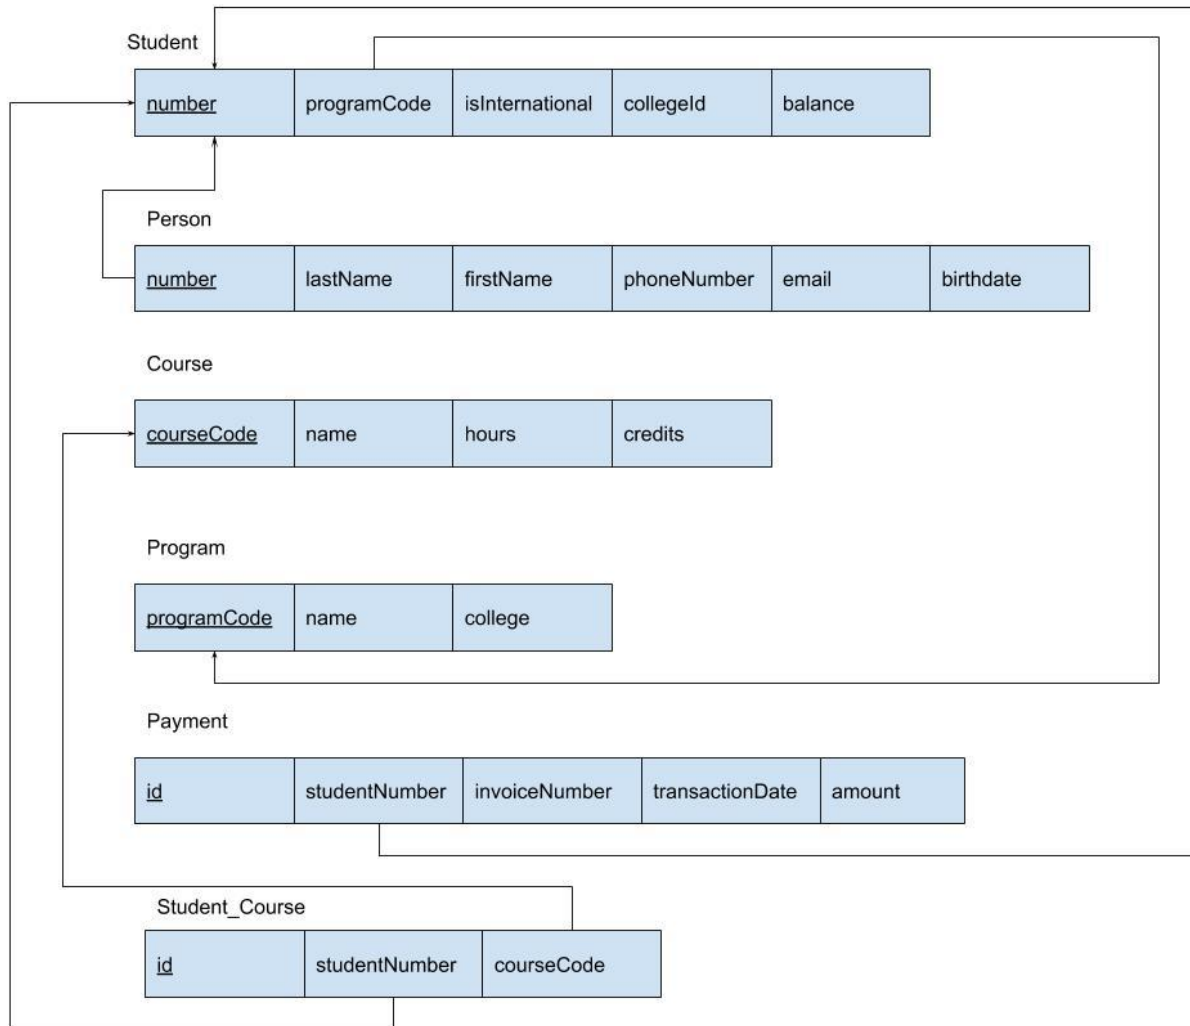 Student
number programCode isInternational collegeId balance
Person
number lastName firstName phoneNumber email birthdate
Course
courseCode name hours credits
Program
programCode name college
Payment
id studentNumber invoiceNumber transactionDate amount
Student_Course
id studentNumber courseCode